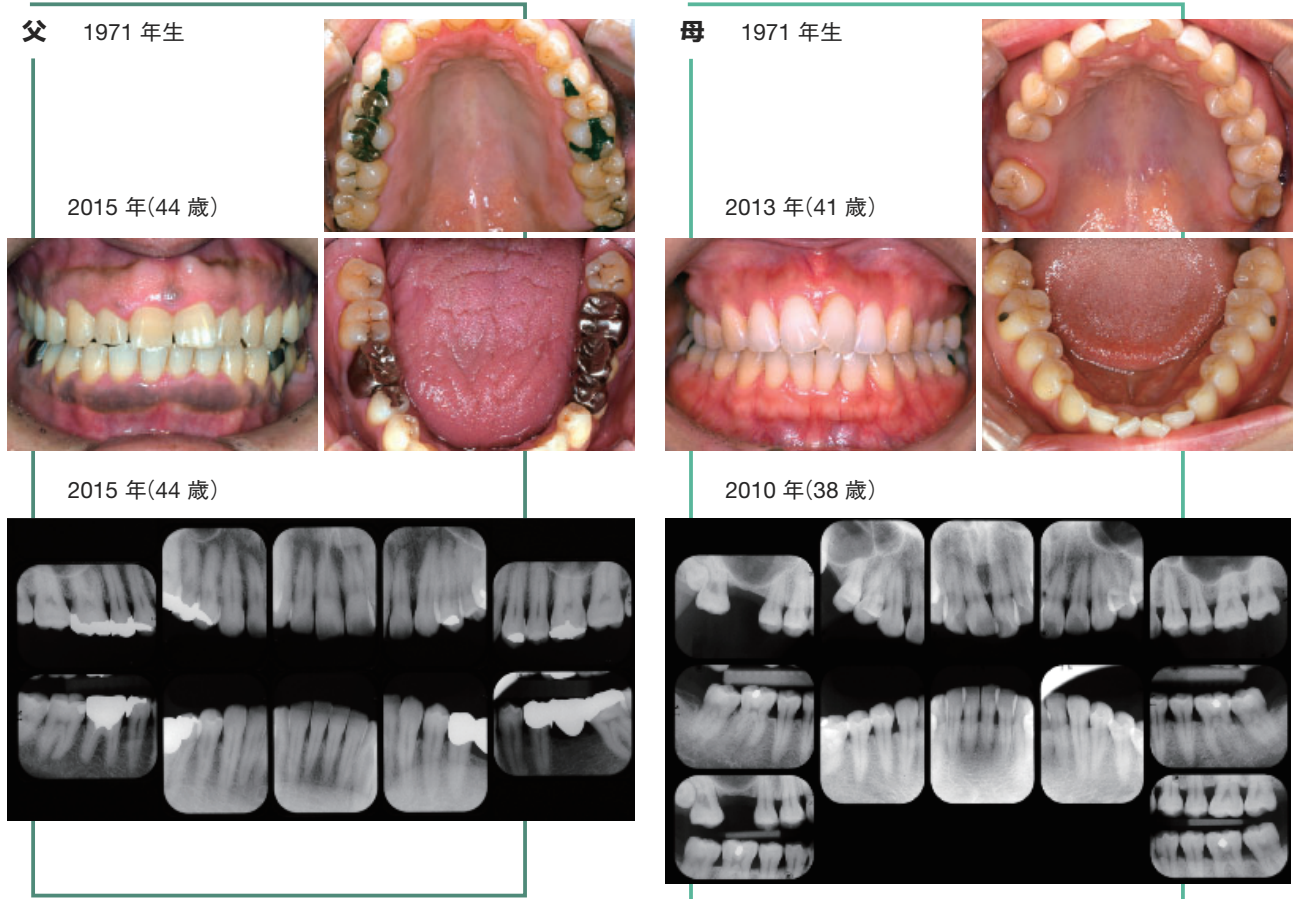 父 1971 年生
2015 年(44 歳)
2015 年(44 歳)
母 1971 年生
2013 年(41 歳)
2010 年(38 歳)